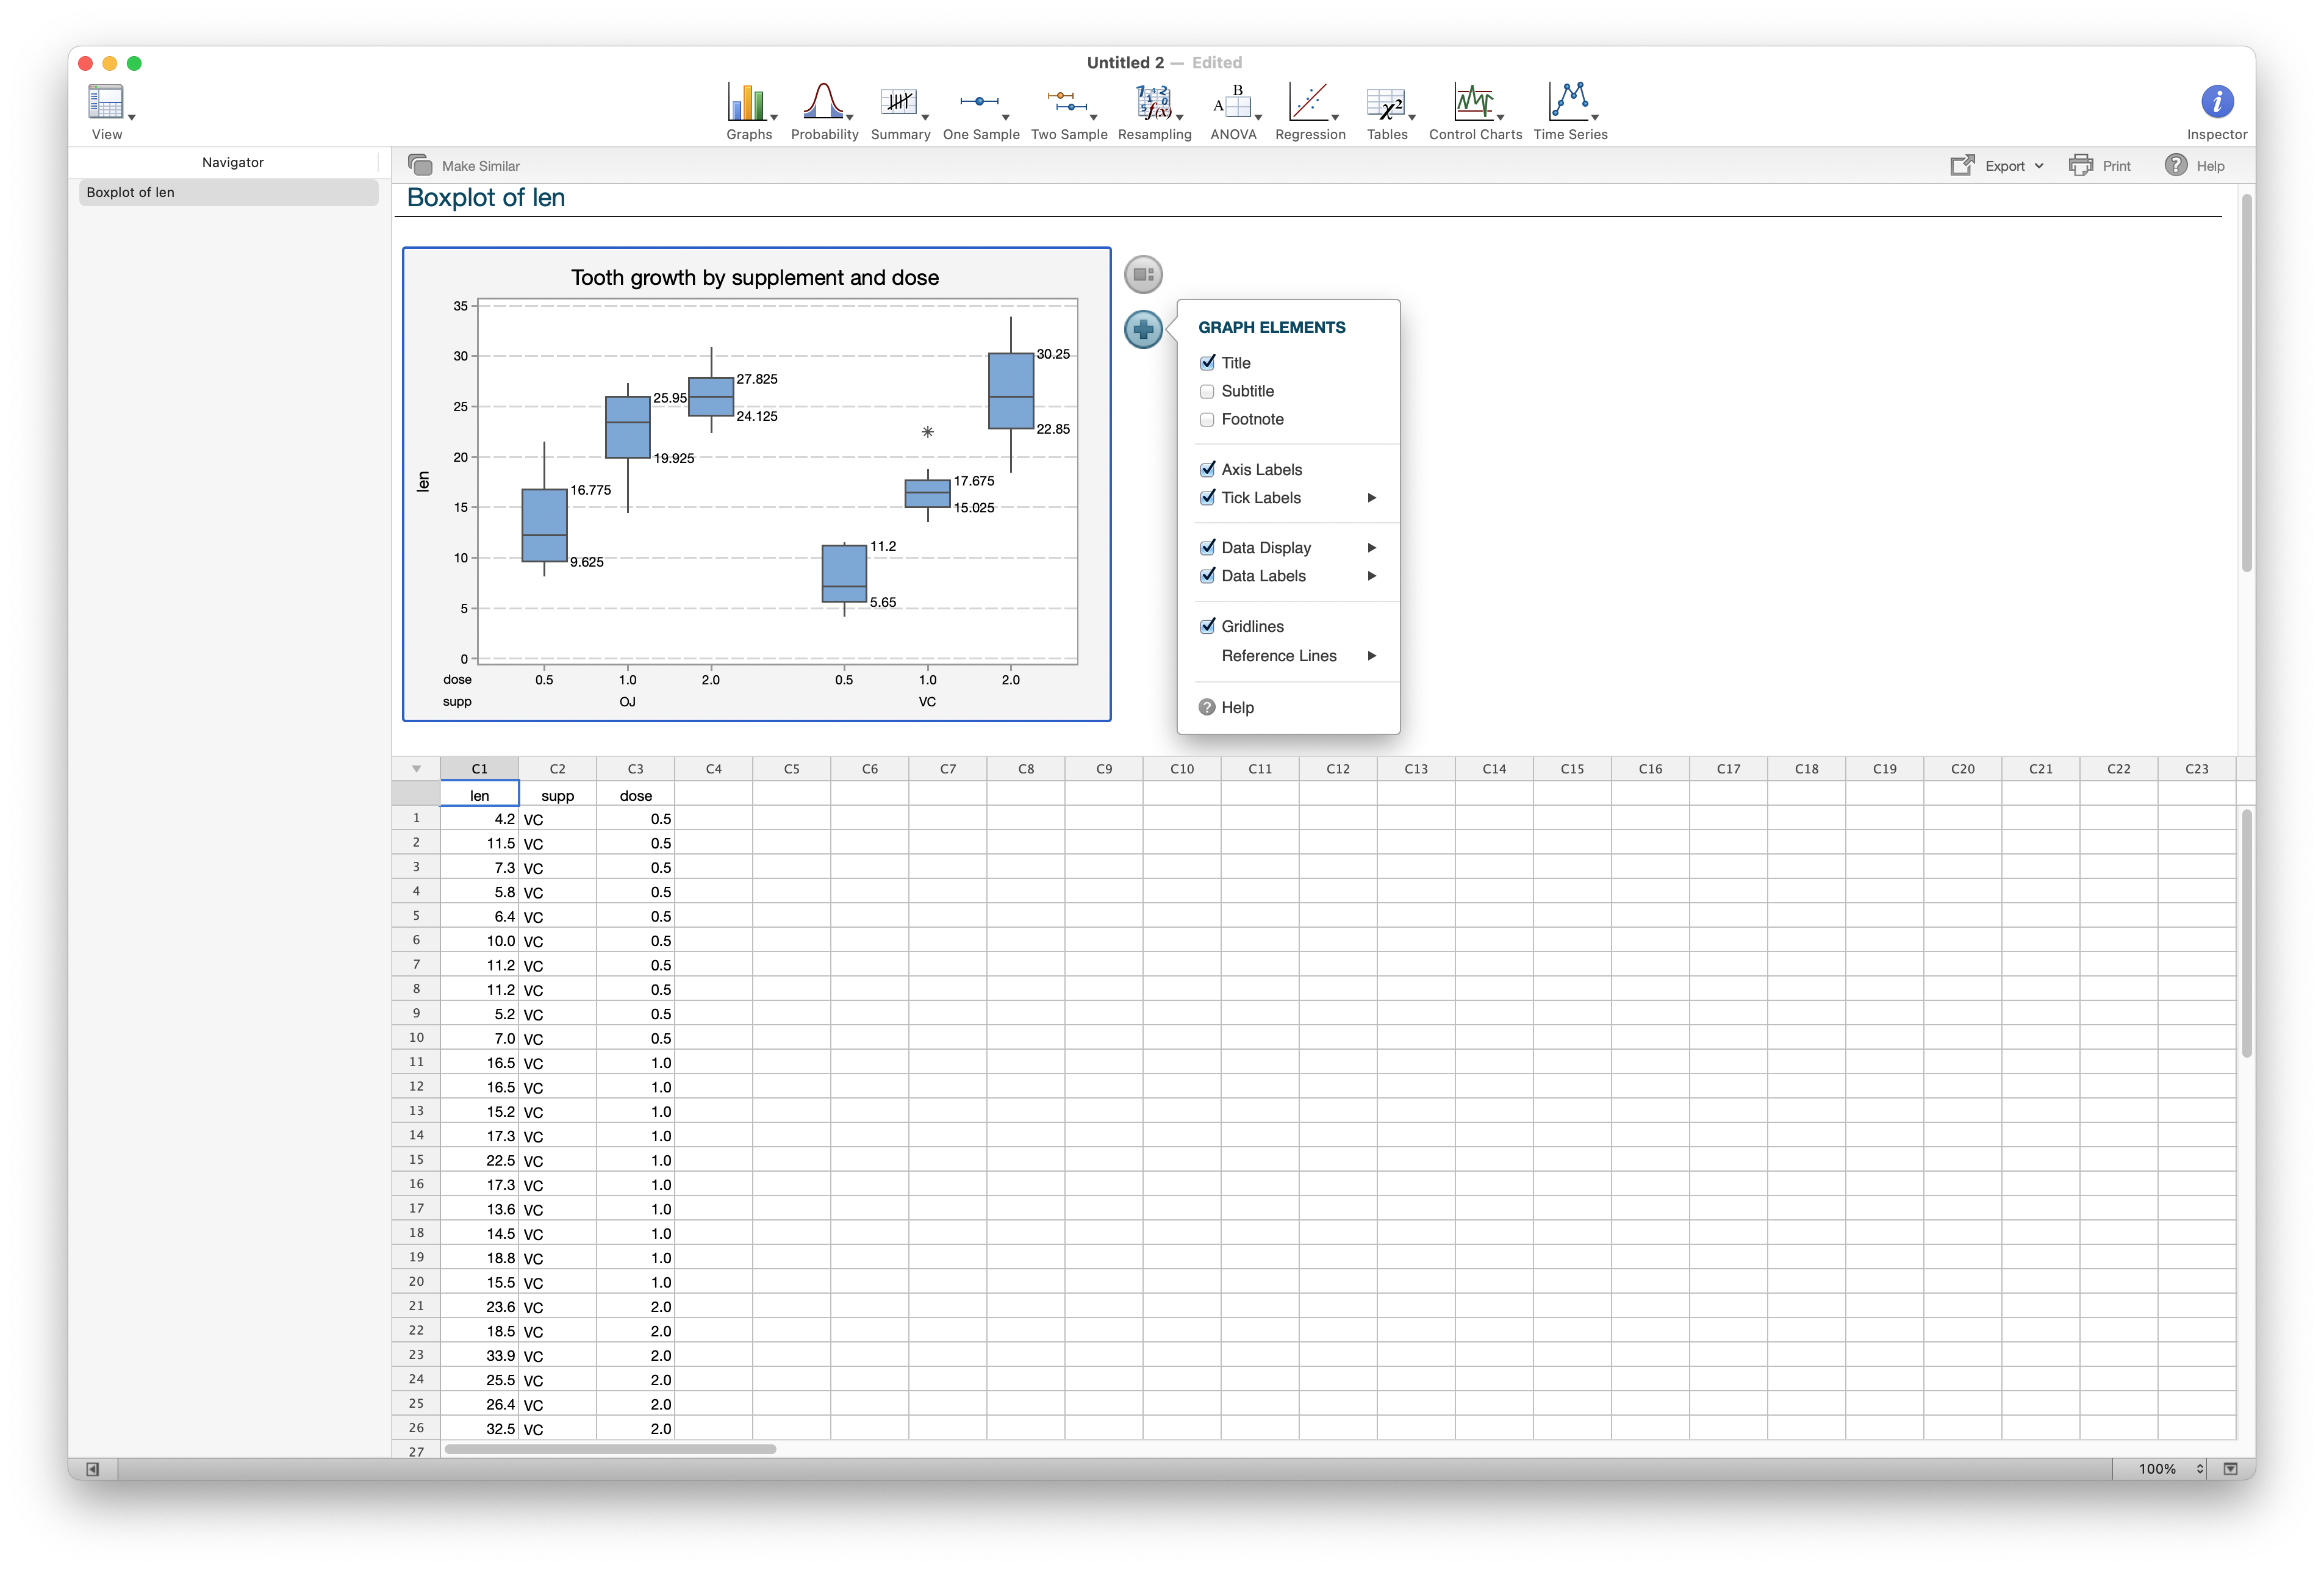 Untitled 2 — Edited
View
Graphs Probability Summary One Sample Two Sample Resampling ANOVA Regression Tables Control Charts Time Series
Inspector
Navigator
Boxplot of len
Make Similar
Export Print Help
Boxplot of len
Tooth growth by supplement and dose
len
35
30
25
20
15
10
5
0
16.775
9.625
25.95
19.925
27.825
24.125
11.2
5.65
17.675
15.025
30.25
22.85
dose 0.5 1.0 2.0 0.5 1.0 2.0
supp OJ VC
GRAPH ELEMENTS
Title
Subtitle
Footnote
Axis Labels
Tick Labels
Data Display
Data Labels
Gridlines
Reference Lines
Help
C1 C2 C3 C4 C5 C6 C7 C8 C9 C10 C11 C12 C13 C14 C15 C16 C17 C18 C19 C20 C21 C22 C23
len supp dose
1 4.2 VC 0.5
2 11.5 VC 0.5
3 7.3 VC 0.5
4 5.8 VC 0.5
5 6.4 VC 0.5
6 10.0 VC 0.5
7 11.2 VC 0.5
8 11.2 VC 0.5
9 5.2 VC 0.5
10 7.0 VC 0.5
11 16.5 VC 1.0
12 16.5 VC 1.0
13 15.2 VC 1.0
14 17.3 VC 1.0
15 22.5 VC 1.0
16 17.3 VC 1.0
17 13.6 VC 1.0
18 14.5 VC 1.0
19 18.8 VC 1.0
20 15.5 VC 1.0
21 23.6 VC 2.0
22 18.5 VC 2.0
23 33.9 VC 2.0
24 25.5 VC 2.0
25 26.4 VC 2.0
26 32.5 VC 2.0
27
100%